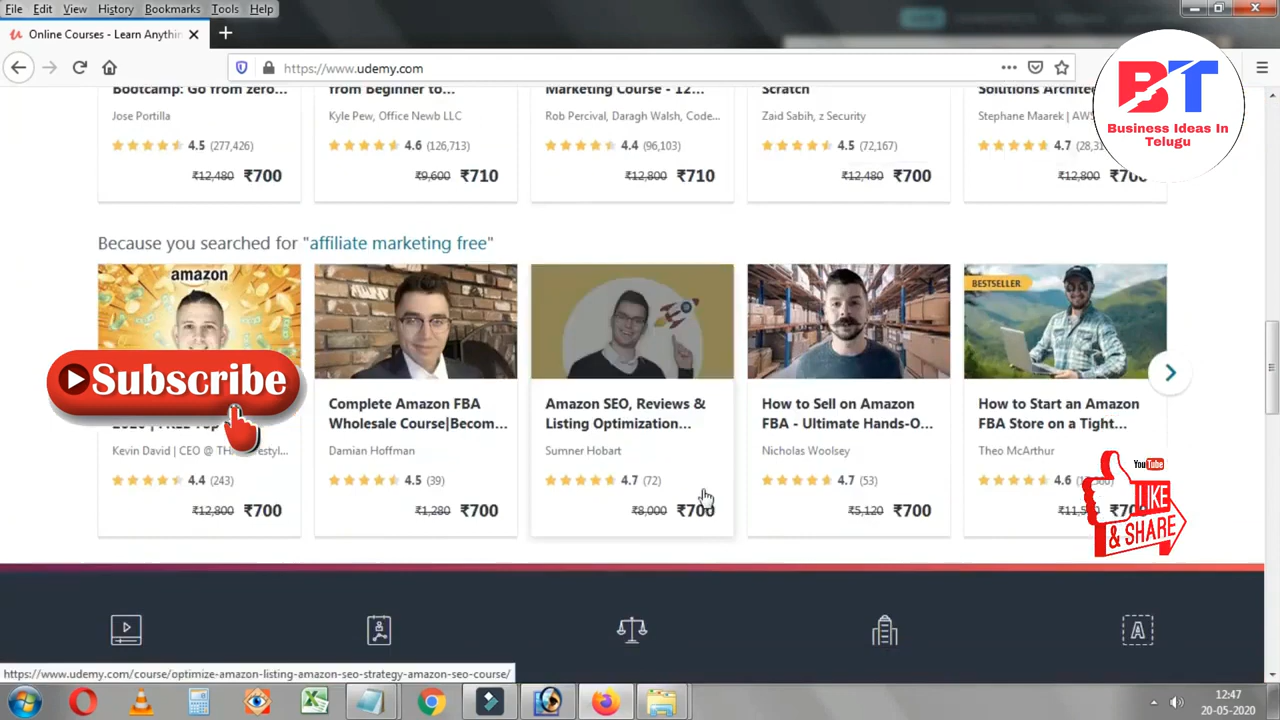 File Edit View History Bookmarks Tools Help
Online Courses - Learn Anythin
https://www.udemy.com
BT
Business Ideas In
Telugu
Bootcamp: Go from zero...
from Beginner to...
Marketing Course - 12...
Scratch
Solutions Archite
Jose Portilla
Kyle Pew, Office Newb LLC
Rob Percival, Daragh Walsh, Code...
Zaid Sabih, z Security
Stephane Maarek | AWS
4.5 (277,426)
4.6 (126,713)
4.4 (96,103)
4.5 (72,167)
4.7 (28,31
₹12,480 ₹700
₹9,600 ₹710
₹12,800 ₹710
₹12,480 ₹700
₹12,800 ₹700
Because you searched for "affiliate marketing free"
amazon
BESTSELLER
Subscribe
Complete Amazon FBA
Wholesale Course|Becom...
Amazon SEO, Reviews &
Listing Optimization...
How to Sell on Amazon
FBA - Ultimate Hands-O...
How to Start an Amazon
FBA Store on a Tight...
Kevin David | CEO @ TH
Damian Hoffman
Sumner Hobart
Nicholas Woolsey
Theo McArthur
4.4 (243)
4.5 (39)
4.7 (72)
4.7 (53)
4.6
₹12,800 ₹700
₹1,280 ₹700
₹8,000 ₹700
₹5,120 ₹700
₹700
YouTube
LIKE
& SHARE
A
https://www.udemy.com/course/optimize-amazon-listing-amazon-seo-strategy-amazon-seo-course/
12:47
20-05-2020